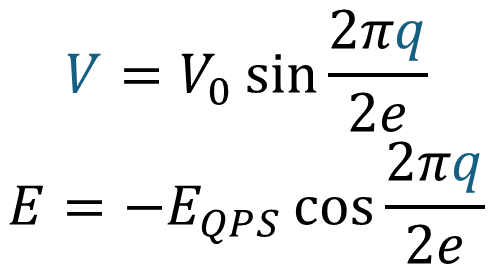 V = V₀ sin 2πq/2e
E = −E_QPS cos 2πq/2e